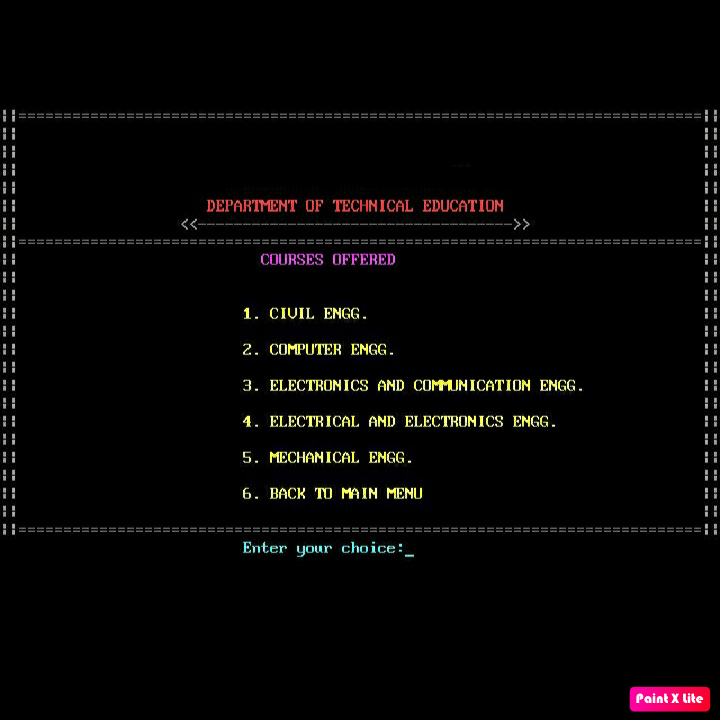 DEPARTMENT OF TECHNICAL EDUCATION
<<----------------------------------->>
COURSES OFFERED
1. CIVIL ENGG.
2. COMPUTER ENGG.
3. ELECTRONICS AND COMMUNICATION ENGG.
4. ELECTRICAL AND ELECTRONICS ENGG.
5. MECHANICAL ENGG.
6. BACK TO MAIN MENU
Enter your choice:_
Paint X Lite